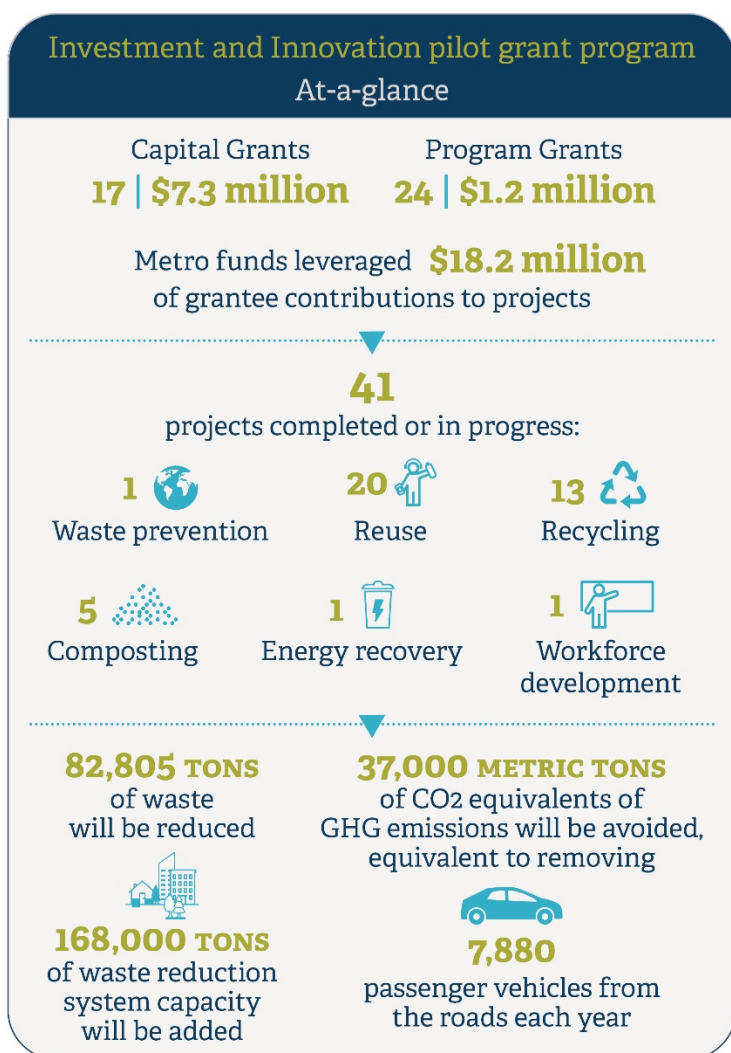 Investment and Innovation pilot grant program
At-a-glance
Capital Grants
17 | $7.3 million
Program Grants
24 | $1.2 million
Metro funds leveraged $18.2 million
of grantee contributions to projects
41
projects completed or in progress:
1
Waste prevention
20
Reuse
13
Recycling
5
Composting
1
Energy recovery
1
Workforce
development
82,805 TONS
of waste
will be reduced
168,000 TONS
of waste reduction
system capacity
will be added
37,000 METRIC TONS
of CO2 equivalents of
GHG emissions will be avoided,
equivalent to removing
7,880
passenger vehicles from
the roads each year